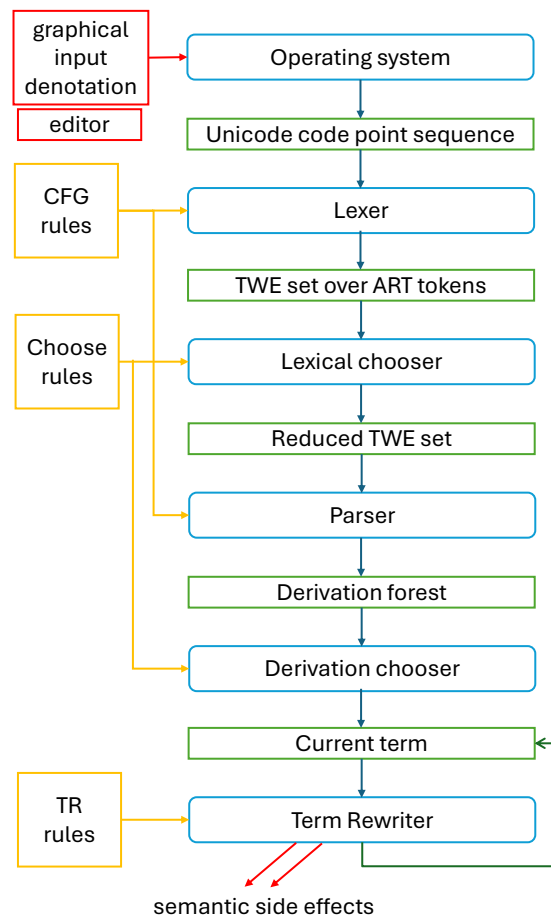 graphical
input
denotation
editor
Operating system
Unicode code point sequence
CFG
rules
Lexer
TWE set over ART tokens
Choose
rules
Lexical chooser
Reduced TWE set
Parser
Derivation forest
Derivation chooser
Current term
TR
rules
Term Rewriter
semantic side effects